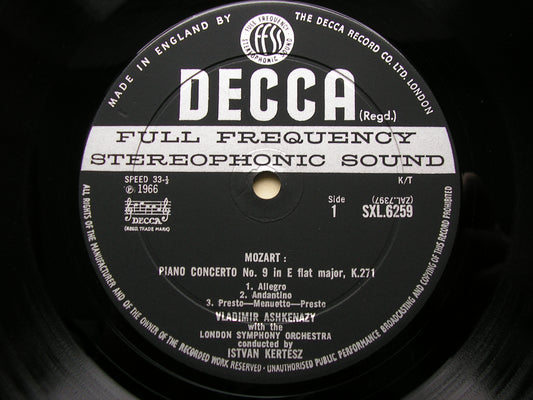 MADE IN ENGLAND BY
THE DECCA RECORD CO. LTD., LONDON
FULL FREQUENCY
ffss
STEREOPHONIC SOUND
DECCA (Regd.)
FULL FREQUENCY
STEREOPHONIC SOUND
SPEED 33⅓
K/T
Ⓟ 1966
(ZAL.7397)
DECCA
(REGD. TRADE MARK)
Side
1
SXL.6259
MOZART :
PIANO CONCERTO No. 9 in E flat major, K.271
1. Allegro
2. Andantino
3. Presto—Menuetto—Preste
VLADIMIR ASHKENAZY
with the
LONDON SYMPHONY ORCHESTRA
conducted by
ISTVAN KERTESZ
ALL RIGHTS OF THE MANUFACTURER AND OF THE OWNER OF THE RECORDED WORK RESERVED · UNAUTHORISED PUBLIC PERFORMANCE BROADCASTING AND COPYING OF THIS RECORD PROHIBITED